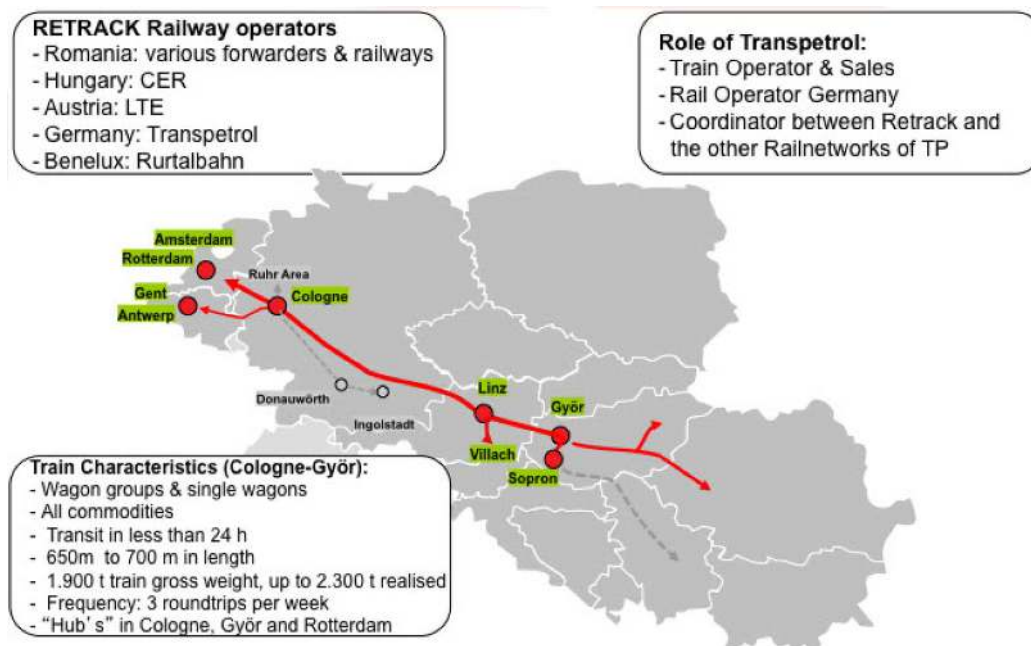 RETRACK Railway operators
- Romania: various forwarders & railways
- Hungary: CER
- Austria: LTE
- Germany: Transpetrol
- Benelux: Rurtalbahn
Role of Transpetrol:
- Train Operator & Sales
- Rail Operator Germany
- Coordinator between Retrack and
the other Railnetworks of TP
Amsterdam
Rotterdam
Ruhr Area
Gent
Cologne
Antwerp
Linz
Donauwörth
Györ
Ingolstadt
Villach
Sopron
Train Characteristics (Cologne-Györ):
- Wagon groups & single wagons
- All commodities
- Transit in less than 24 h
- 650m to 700 m in length
- 1.900 t train gross weight, up to 2.300 t realised
- Frequency: 3 roundtrips per week
- “Hub's” in Cologne, Györ and Rotterdam